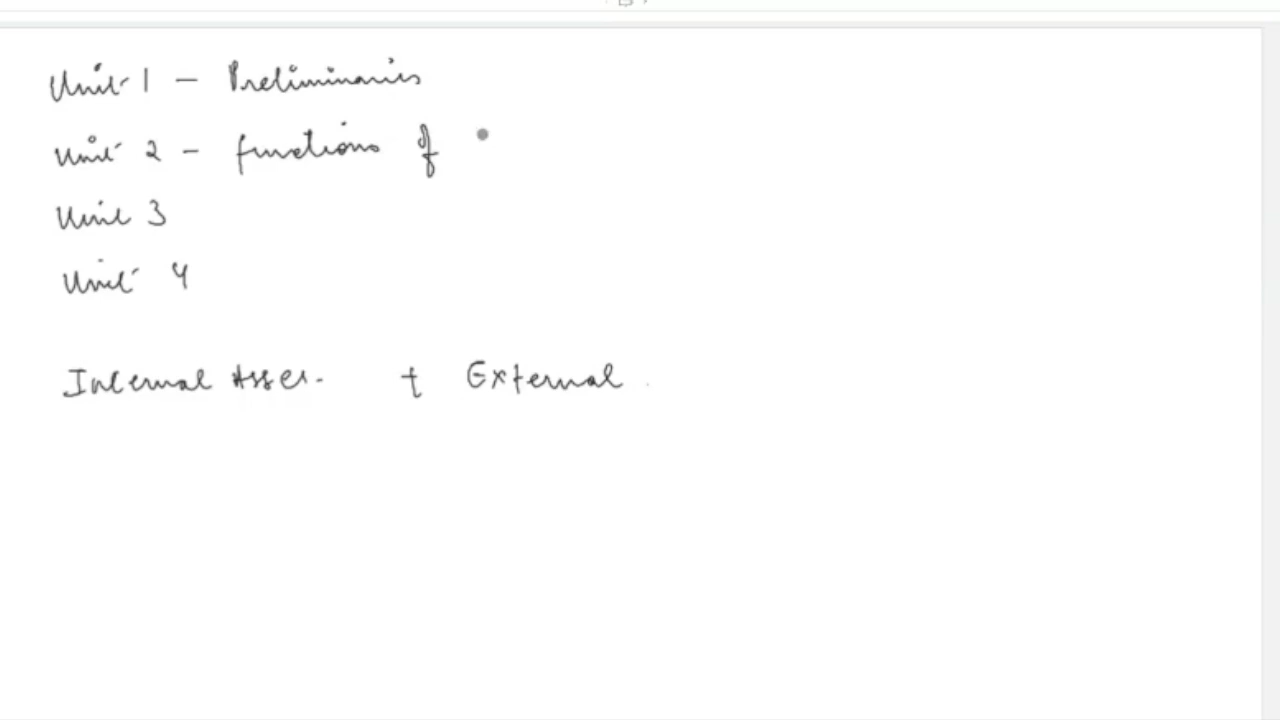 Unit 1 - Preliminaries
Unit 2 - functions of
Unit 3
Unit 4
Internal Asses. + External